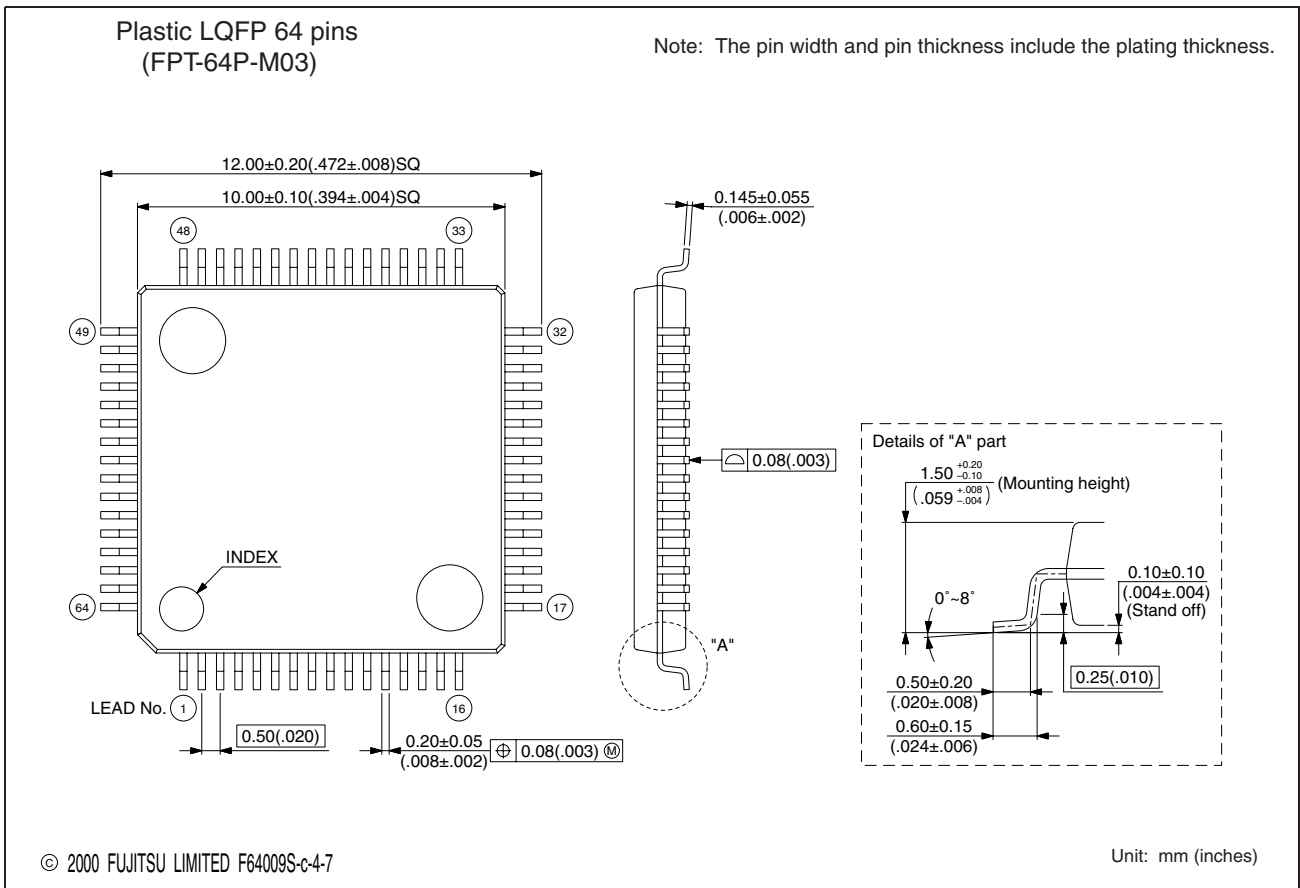 Plastic LQFP 64 pins
(FPT-64P-M03)
Note: The pin width and pin thickness include the plating thickness.
12.00±0.20(.472±.008)SQ
10.00±0.10(.394±.004)SQ
48
33
49
32
INDEX
64
17
LEAD No. 1
16
0.50(.020)
0.20±0.05
(.008±.002)
⌖ 0.08(.003) Ⓜ
0.145±0.055
(.006±.002)
⌓ 0.08(.003)
"A"
Details of "A" part
1.50 +0.20 −0.10 (Mounting height)
(.059 +.008 −.004)
0.10±0.10
(.004±.004)
(Stand off)
0˚~8˚
0.25(.010)
0.50±0.20
(.020±.008)
0.60±0.15
(.024±.006)
© 2000 FUJITSU LIMITED F64009S-c-4-7
Unit: mm (inches)